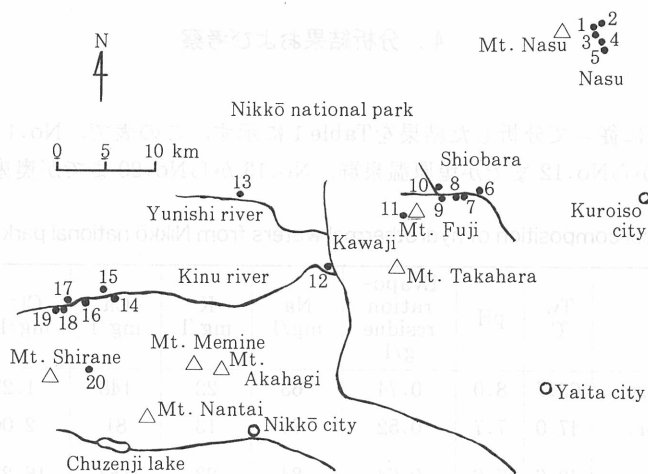 N
0 5 10 km
Nikkō national park
1
2
3
4
5
Mt. Nasu
Nasu
Shiobara
10
8
6
9
7
11
Mt. Fuji
Kuroiso
city
13
Yunishi river
Kawaji
12
Mt. Takahara
Kinu river
17
15
19
18
16
14
Mt. Shirane
20
Mt. Memine
Mt.
Akahagi
Mt. Nantai
Nikkō city
Yaita city
Chuzenji lake